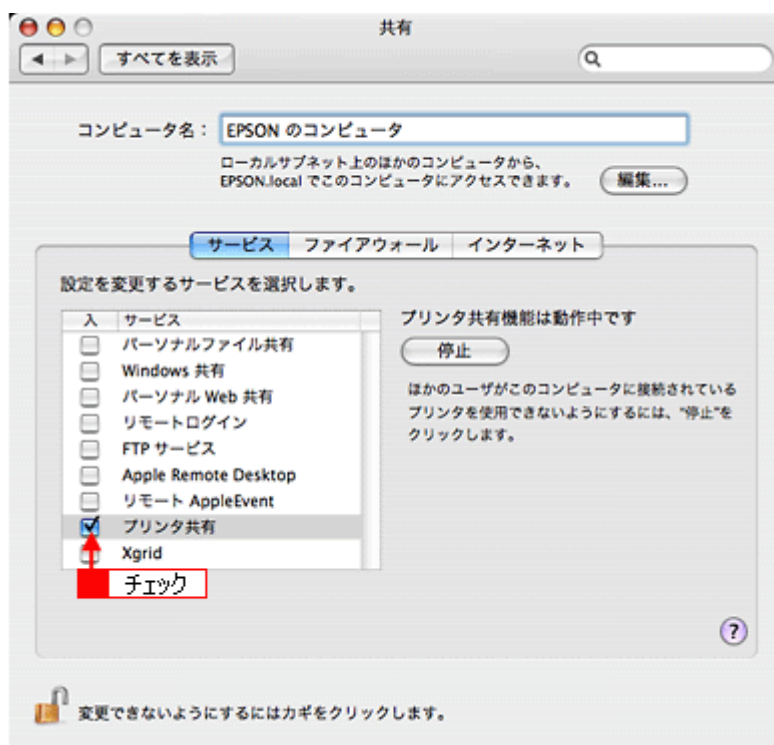 共有
すべてを表示
コンピュータ名： EPSON のコンピュータ
ローカルサブネット上のほかのコンピュータから、
EPSON.local でこのコンピュータにアクセスできます。
編集...
サービス ファイアウォール インターネット
設定を変更するサービスを選択します。
入 サービス
パーソナルファイル共有
Windows 共有
パーソナル Web 共有
リモートログイン
FTP サービス
Apple Remote Desktop
リモート AppleEvent
プリンタ共有
Xgrid
チェック
プリンタ共有機能は動作中です
停止
ほかのユーザがこのコンピュータに接続されている
プリンタを使用できないようにするには、“停止”を
クリックします。
?
変更できないようにするにはカギをクリックします。